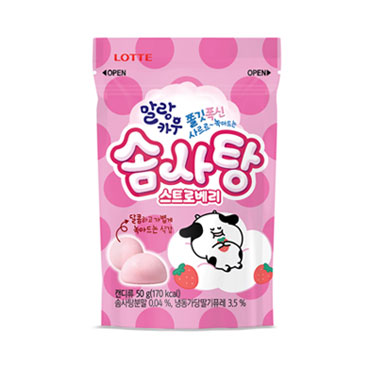 LOTTE
◀OPEN OPEN▶
말랑
카우
쫄깃폭신
사르르~녹아드는
솜사탕
스트로베리
달콤하고 가볍게
녹아드는 식감
캔디류 50 g(170 kcal)
솜사탕분말 0.04 %, 냉동가당딸기퓨레 3.5 %